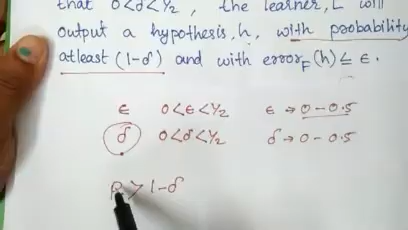 that 0<δ<1/2, the learner, L will
output a hypothesis, h, with probability
atleast (1-δ) and with error_F(h) ≤ ε.
ε 0<ε<1/2 ε → 0-0.5
δ 0<δ<1/2 δ → 0-0.5
P > 1-δ